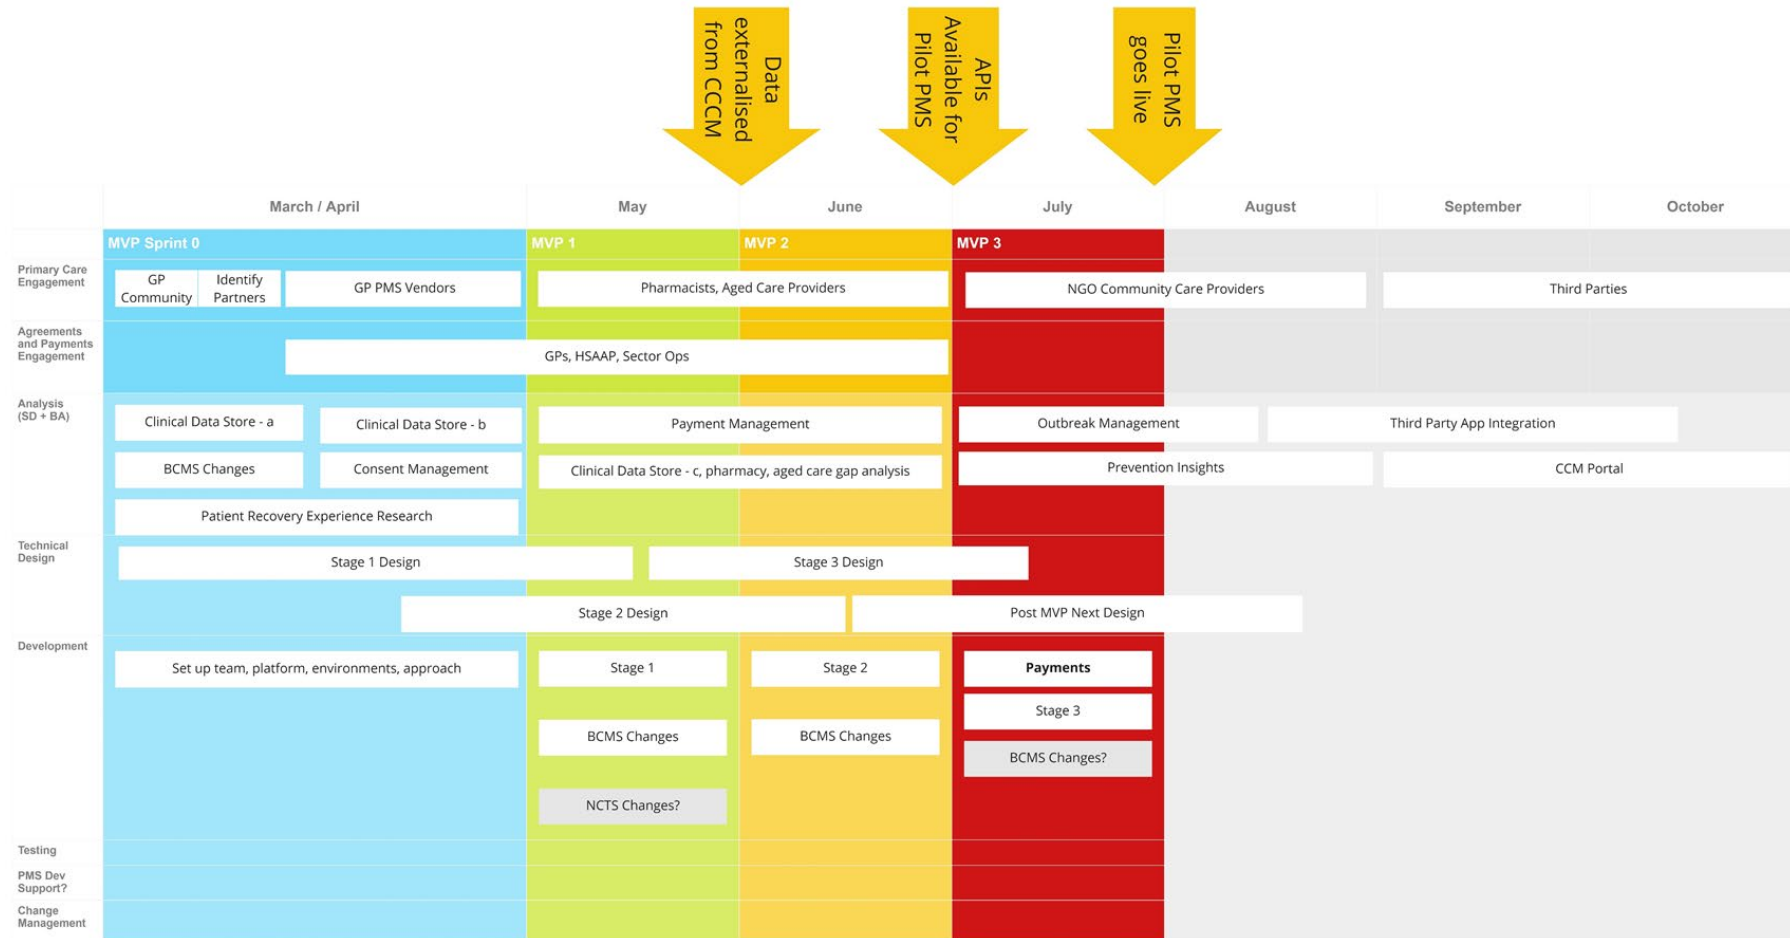 Data
externalised
from CCCM
APIs
Available for
Pilot PMS
Pilot PMS
goes live
March / April
May
June
July
August
September
October
MVP Sprint 0
MVP 1
MVP 2
MVP 3
Primary Care
Engagement
GP
Community
Identify
Partners
GP PMS Vendors
Pharmacists, Aged Care Providers
NGO Community Care Providers
Third Parties
Agreements
and Payments
Engagement
GPs, HSAAP, Sector Ops
Analysis
(SD + BA)
Clinical Data Store - a
Clinical Data Store - b
Payment Management
Outbreak Management
Third Party App Integration
BCMS Changes
Consent Management
Clinical Data Store - c, pharmacy, aged care gap analysis
Prevention Insights
CCM Portal
Patient Recovery Experience Research
Technical
Design
Stage 1 Design
Stage 3 Design
Stage 2 Design
Post MVP Next Design
Development
Set up team, platform, environments, approach
Stage 1
Stage 2
Payments
Stage 3
BCMS Changes
BCMS Changes
BCMS Changes?
NCTS Changes?
Testing
PMS Dev
Support?
Change
Management